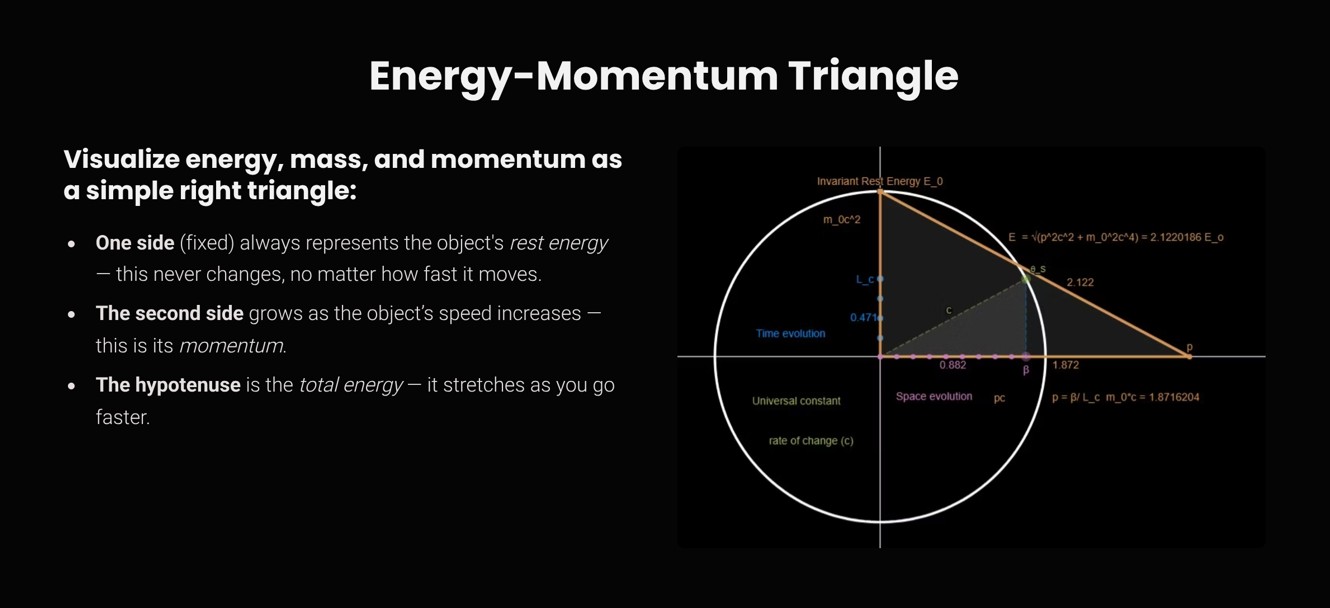 Energy-Momentum Triangle
Visualize energy, mass, and momentum as
a simple right triangle:
• One side (fixed) always represents the object's rest energy
— this never changes, no matter how fast it moves.
• The second side grows as the object’s speed increases —
this is its momentum.
• The hypotenuse is the total energy — it stretches as you go
faster.
Invariant Rest Energy E_0
m_0c^2
E = √(p^2c^2 + m_0^2c^4) = 2.1220186 E_o
θ_S
2.122
L_c
c
0.471
Time evolution
p
0.882
β
1.872
Universal constant
Space evolution
pc
p = β/ L_c m_0*c = 1.8716204
rate of change (c)